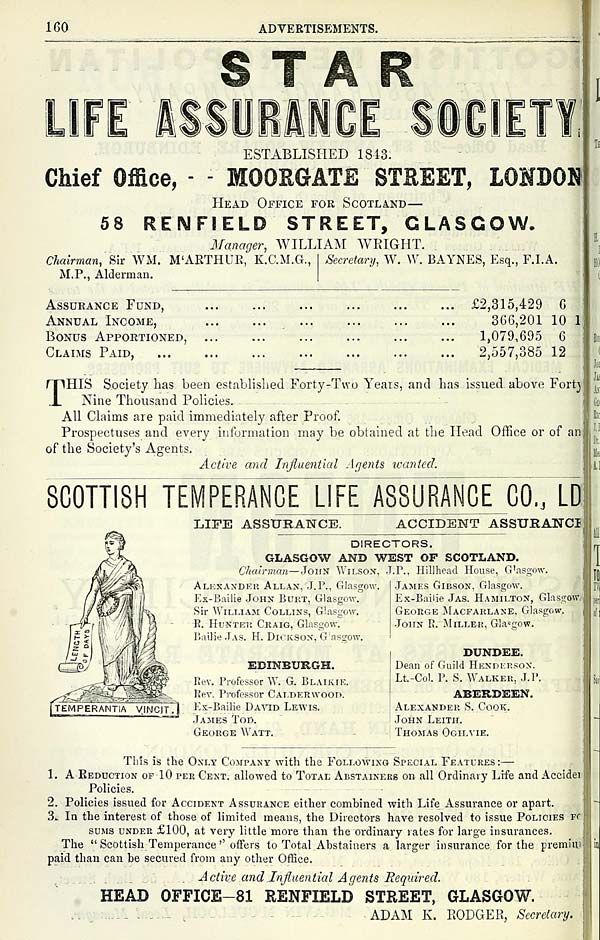 160 ADVERTISEMENTS.
STAR
LIFE ASSURANCE SOCIETY
ESTABLISHED 1843.
Chief Office, - - MOORGATE STREET, LONDON
HEAD OFFICE FOR SCOTLAND—
58 RENFIELD STREET, GLASGOW.
Manager, WILLIAM WRIGHT.
Chairman, Sir WM. M'ARTHUR, K.C.M.G.,
M.P., Alderman.
Secretary, W. W. BAYNES, Esq., F.I.A.
ASSURANCE FUND, ... ... ... ... ... ... £2,315,429 6
ANNUAL INCOME, ... ... ... ... ... ... 366,201 10 1
BONUS APPORTIONED, ... ... ... ... ... ... 1,079,695 6
CLAIMS PAID, ... ... ... ... ... ... ... 2,557,385 12
THIS Society has been established Forty-Two Years, and has issued above Forty
Nine Thousand Policies.
All Claims are paid immediately after Proof.
Prospectuses and every information may be obtained at the Head Office or of an
of the Society's Agents.
Active and Influential Agents wanted.
SCOTTISH TEMPERANCE LIFE ASSURANCE CO., LD
LIFE ASSURANCE. ACCIDENT ASSURANCE
DIRECTORS.
GLASGOW AND WEST OF SCOTLAND.
Chairman—JOHN WILSON, J.P., Hillhead House, Glasgow.
ALEXANDER ALLAN, J.P., Glasgow.
Ex-Bailie JOHN BURT, Glasgow.
Sir WILLIAM COLLINS, Glasgow.
R. HUNTER CRAIG, Glasgow.
Bailie JAS. H. DICKSON, Glasgow.
JAMES GIBSON, Glasgow.
Ex-Bailie JAS. HAMILTON, Glasgow
GEORGE MACFARLANE, Glasgow.
JOHN R. MILLER, Glasgow.
EDINBURGH.
Rev. Professor W. G. BLAIKIE.
Rev. Professor CALDERWOOD.
Ex-Bailie DAVID LEWIS.
JAMES TOD.
GEORGE WATT.
DUNDEE.
Dean of Guild HENDERSON.
Lt.-Col. P. S. WALKER, J.P.
ABERDEEN.
ALEXANDER S. COOK.
JOHN LEITH.
THOMAS OGILVIE.
LENGTH
OF DAYS
TEMPERANTIA VINCIT.
This is the ONLY COMPANY with the FOLLOWING SPECIAL FEATURES:—
1. A REDUCTION OF 10 PER CENT. allowed to TOTAL ABSTAINERS on all Ordinary Life and Acciden
Policies.
2. Policies issued for ACCIDENT ASSURANCE either combined with Life Assurance or apart.
3. In the interest of those of limited means, the Directors have resolved to issue POLICIES FO
SUMS UNDER £100, at very little more than the ordinary rates for large insurances.
The "Scottish Temperance" offers to Total Abstainers a larger insurance for the premiu
paid than can be secured from any other Office.
Active and Influential Agents Required.
HEAD OFFICE—81 RENFIELD STREET, GLASGOW.
ADAM K. RODGER, Secretary.